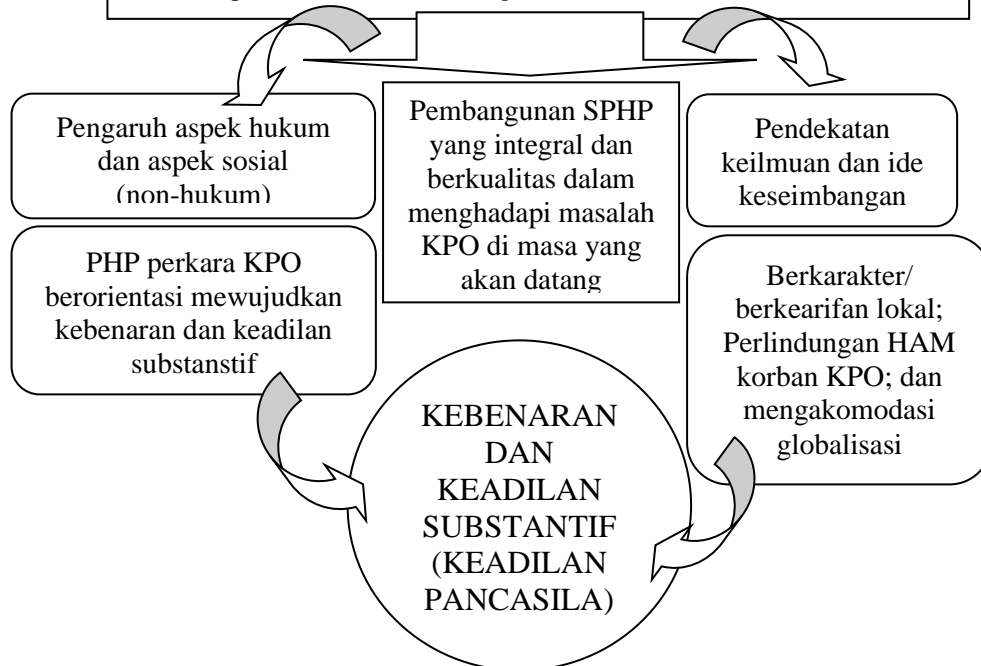 Pengaruh aspek hukum
dan aspek sosial
(non-hukum)
Pembangunan SPHP
yang integral dan
berkualitas dalam
menghadapi masalah
KPO di masa yang
akan datang
Pendekatan
keilmuan dan ide
keseimbangan
PHP perkara KPO
berorientasi mewujudkan
kebenaran dan keadilan
substanstif
Berkarakter/
berkearifan lokal;
Perlindungan HAM
korban KPO; dan
mengakomodasi
globalisasi
KEBENARAN
DAN
KEADILAN
SUBSTANTIF
(KEADILAN
PANCASILA)